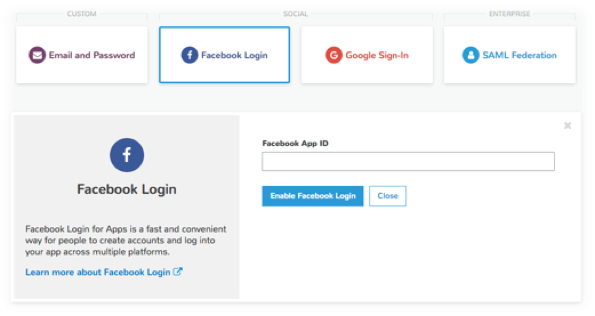 CUSTOM
SOCIAL
ENTERPRISE
Email and Password
Facebook Login
Google Sign-In
SAML Federation
Facebook Login
Facebook Login for Apps is a fast and convenient
way for people to create accounts and log into
your app across multiple platforms.
Learn more about Facebook Login
Facebook App ID
Enable Facebook Login
Close